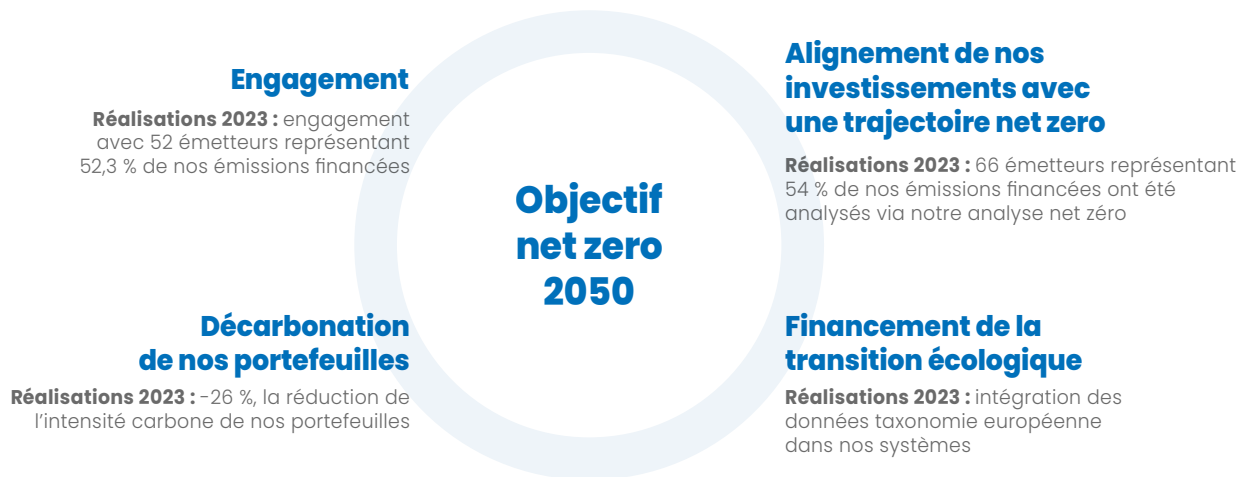 Engagement
Réalisations 2023 : engagement
avec 52 émetteurs représentant
52,3 % de nos émissions financées
Alignement de nos
investissements avec
une trajectoire net zero
Réalisations 2023 : 66 émetteurs représentant
54 % de nos émissions financées ont été
analysés via notre analyse net zéro
Objectif
net zero
2050
Décarbonation
de nos portefeuilles
Réalisations 2023 : -26 %, la réduction de
l'intensité carbone de nos portefeuilles
Financement de la
transition écologique
Réalisations 2023 : intégration des
données taxonomie européenne
dans nos systèmes